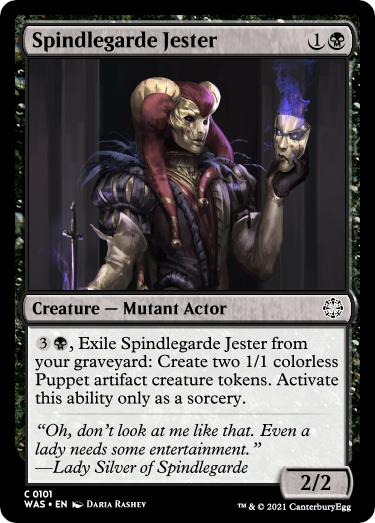 Spindlegarde Jester 1
Creature — Mutant Actor
3 , Exile Spindlegarde Jester from
your graveyard: Create two 1/1 colorless
Puppet artifact creature tokens. Activate
this ability only as a sorcery.
“Oh, don’t look at me like that. Even a
lady needs some entertainment.”
—Lady Silver of Spindlegarde
2/2
C 0101
WAS • EN Daria Rashev
™ & © 2021 CanterburyEgg